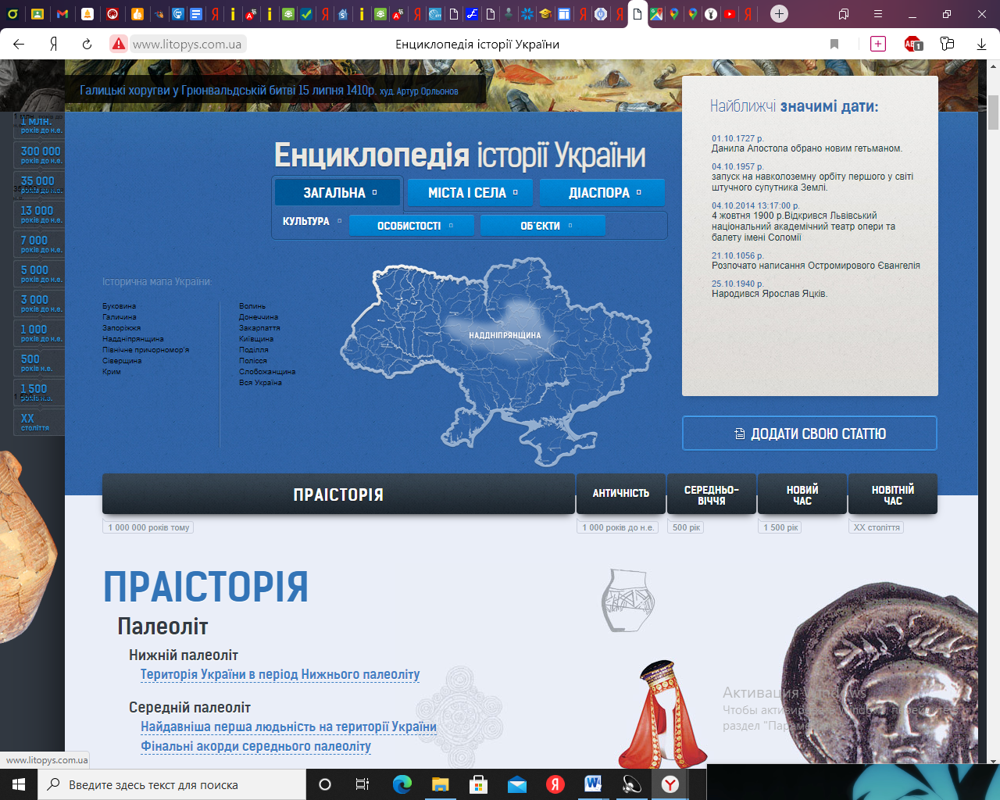 www.litopys.com.ua
Енциклопедія історії України
Галицькі хоругви у Грюнвальдській битві 15 липня 1410р. худ. Артур Орльонов
1 млн.
років до н.е.
300 000
років до н.е.
35 000
років до н.е.
13 000
років до н.е.
7 000
років до н.е.
5 000
років до н.е.
3 000
років до н.е.
1 000
років до н.е.
500
років н.е.
1 500
років н.е.
XX
століття
Енциклопедія історії України
ЗАГАЛЬНА
МІСТА І СЕЛА
ДІАСПОРА
КУЛЬТУРА
ОСОБИСТОСТІ
ОБ'ЄКТИ
Історична мапа України:
Буковина
Галичина
Запоріжжя
Наддніпрянщина
Північне причорномор'я
Сіверщина
Крим
Волинь
Донеччина
Закарпаття
Київщина
Поділля
Полісся
Слобожанщина
Вся Україна
НАДДНІПРЯНЩИНА
Найближчі значимі дати:
01.10.1727 р.
Данила Апостола обрано новим гетьманом.
04.10.1957 р.
запуск на навколоземну орбіту першого у світі
штучного супутника Землі.
04.10.2014 13:17:00 р.
4 жовтня 1900 р.Відкрився Львівський
національний академічний театр опери та
балету імені Соломії
21.10.1056 р.
Розпочато написання Остромирового Євангелія
25.10.1940 р.
Народився Ярослав Яцків.
ДОДАТИ СВОЮ СТАТТЮ
ПРАІСТОРІЯ
АНТИЧНІСТЬ
СЕРЕДНЬО-
ВІЧЧЯ
НОВИЙ
ЧАС
НОВІТНІЙ
ЧАС
1 000 000 років тому
1 000 років до н.е.
500 рік
1 500 рік
XX століття
ПРАІСТОРІЯ
Палеоліт
Нижній палеоліт
Територія України в період Нижнього палеоліту
Середній палеоліт
Найдавніша перша людьність на території України
Фінальні акорди середнього палеоліту
Активация Windows
Чтобы активировать Windows, перейдите в
раздел "Параметры".
www.litopys.com.ua
Введите здесь текст для поиска